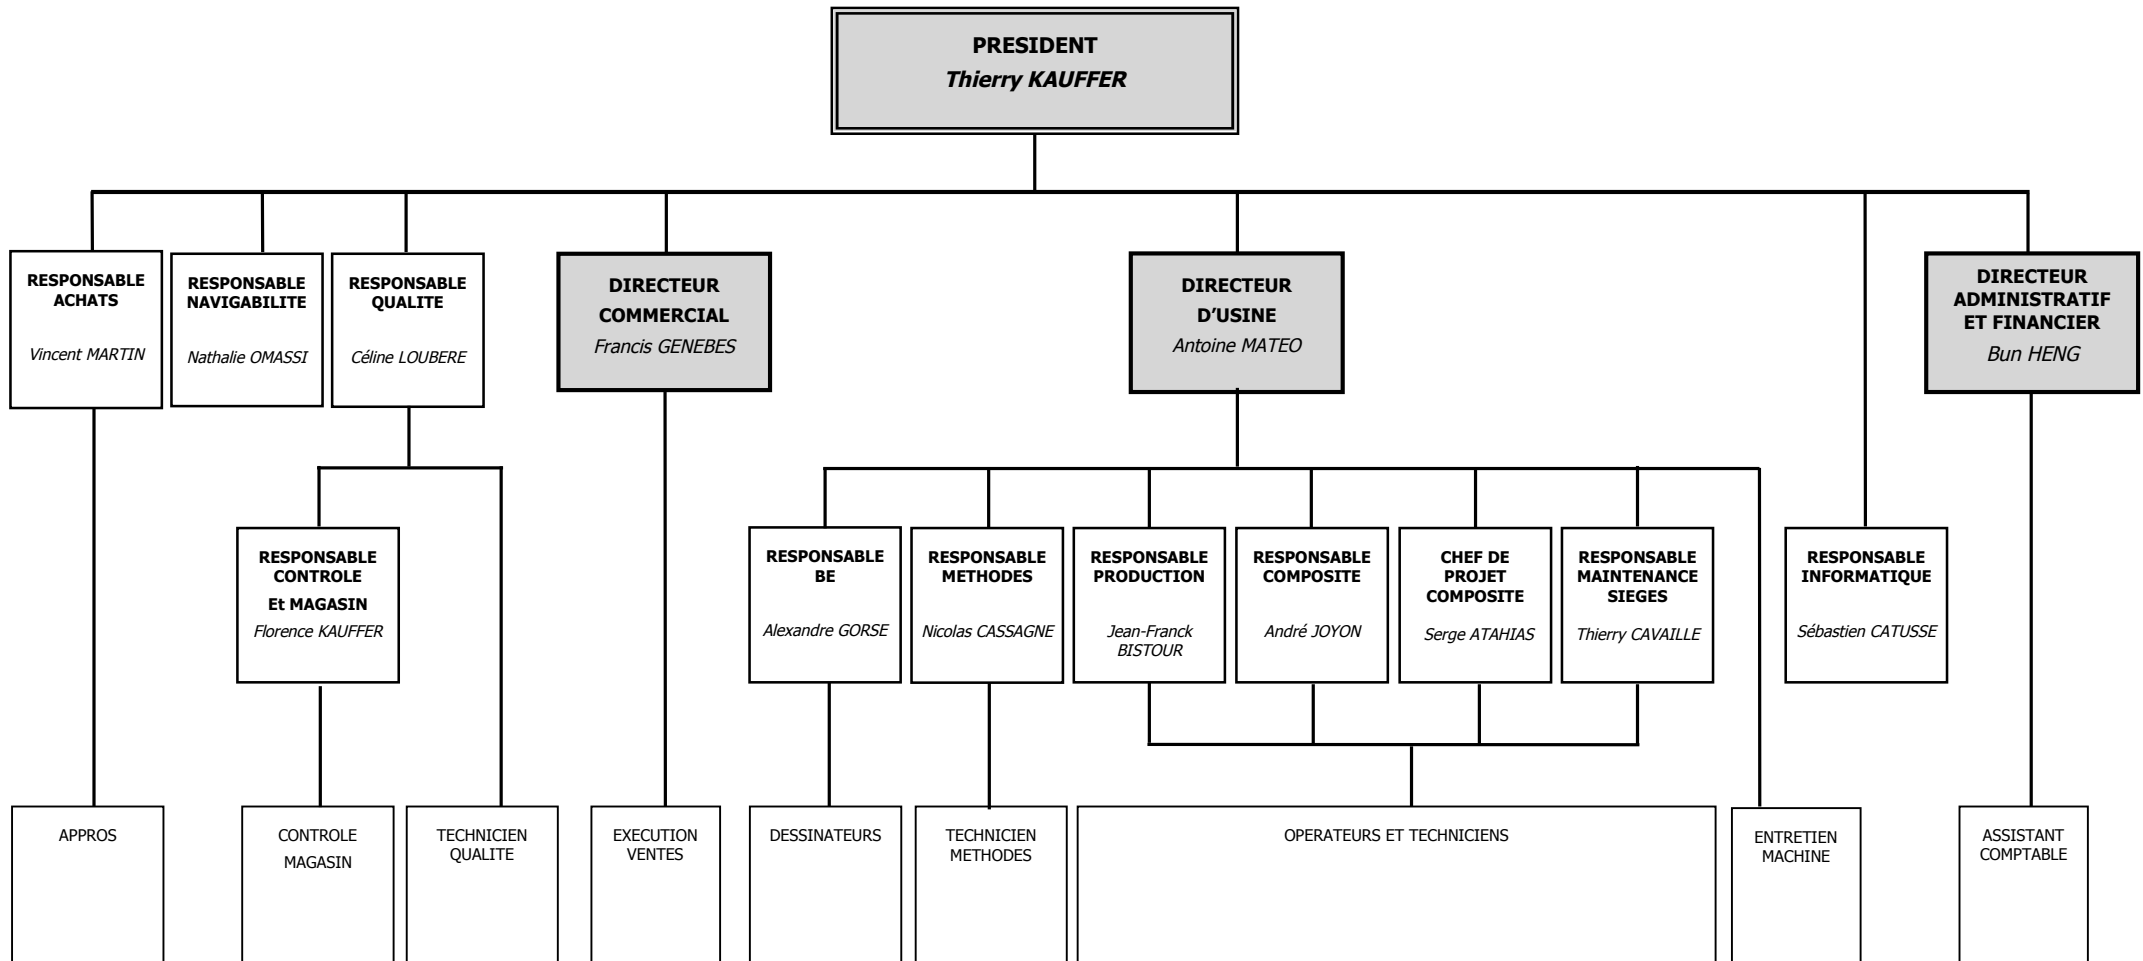 PRESIDENT
Thierry KAUFFER
RESPONSABLE
ACHATS
Vincent MARTIN
RESPONSABLE
NAVIGABILITE
Nathalie OMASSI
RESPONSABLE
QUALITE
Céline LOUBERE
DIRECTEUR
COMMERCIAL
Francis GENEBES
DIRECTEUR
D’USINE
Antoine MATEO
DIRECTEUR
ADMINISTRATIF
ET FINANCIER
Bun HENG
RESPONSABLE
CONTROLE
Et MAGASIN
Florence KAUFFER
RESPONSABLE
BE
Alexandre GORSE
RESPONSABLE
METHODES
Nicolas CASSAGNE
RESPONSABLE
PRODUCTION
Jean-Franck
BISTOUR
RESPONSABLE
COMPOSITE
André JOYON
CHEF DE
PROJET
COMPOSITE
Serge ATAHIAS
RESPONSABLE
MAINTENANCE
SIEGES
Thierry CAVAILLE
RESPONSABLE
INFORMATIQUE
Sébastien CATUSSE
APPROS
CONTROLE
MAGASIN
TECHNICIEN
QUALITE
EXECUTION
VENTES
DESSINATEURS
TECHNICIEN
METHODES
OPERATEURS ET TECHNICIENS
ENTRETIEN
MACHINE
ASSISTANT
COMPTABLE